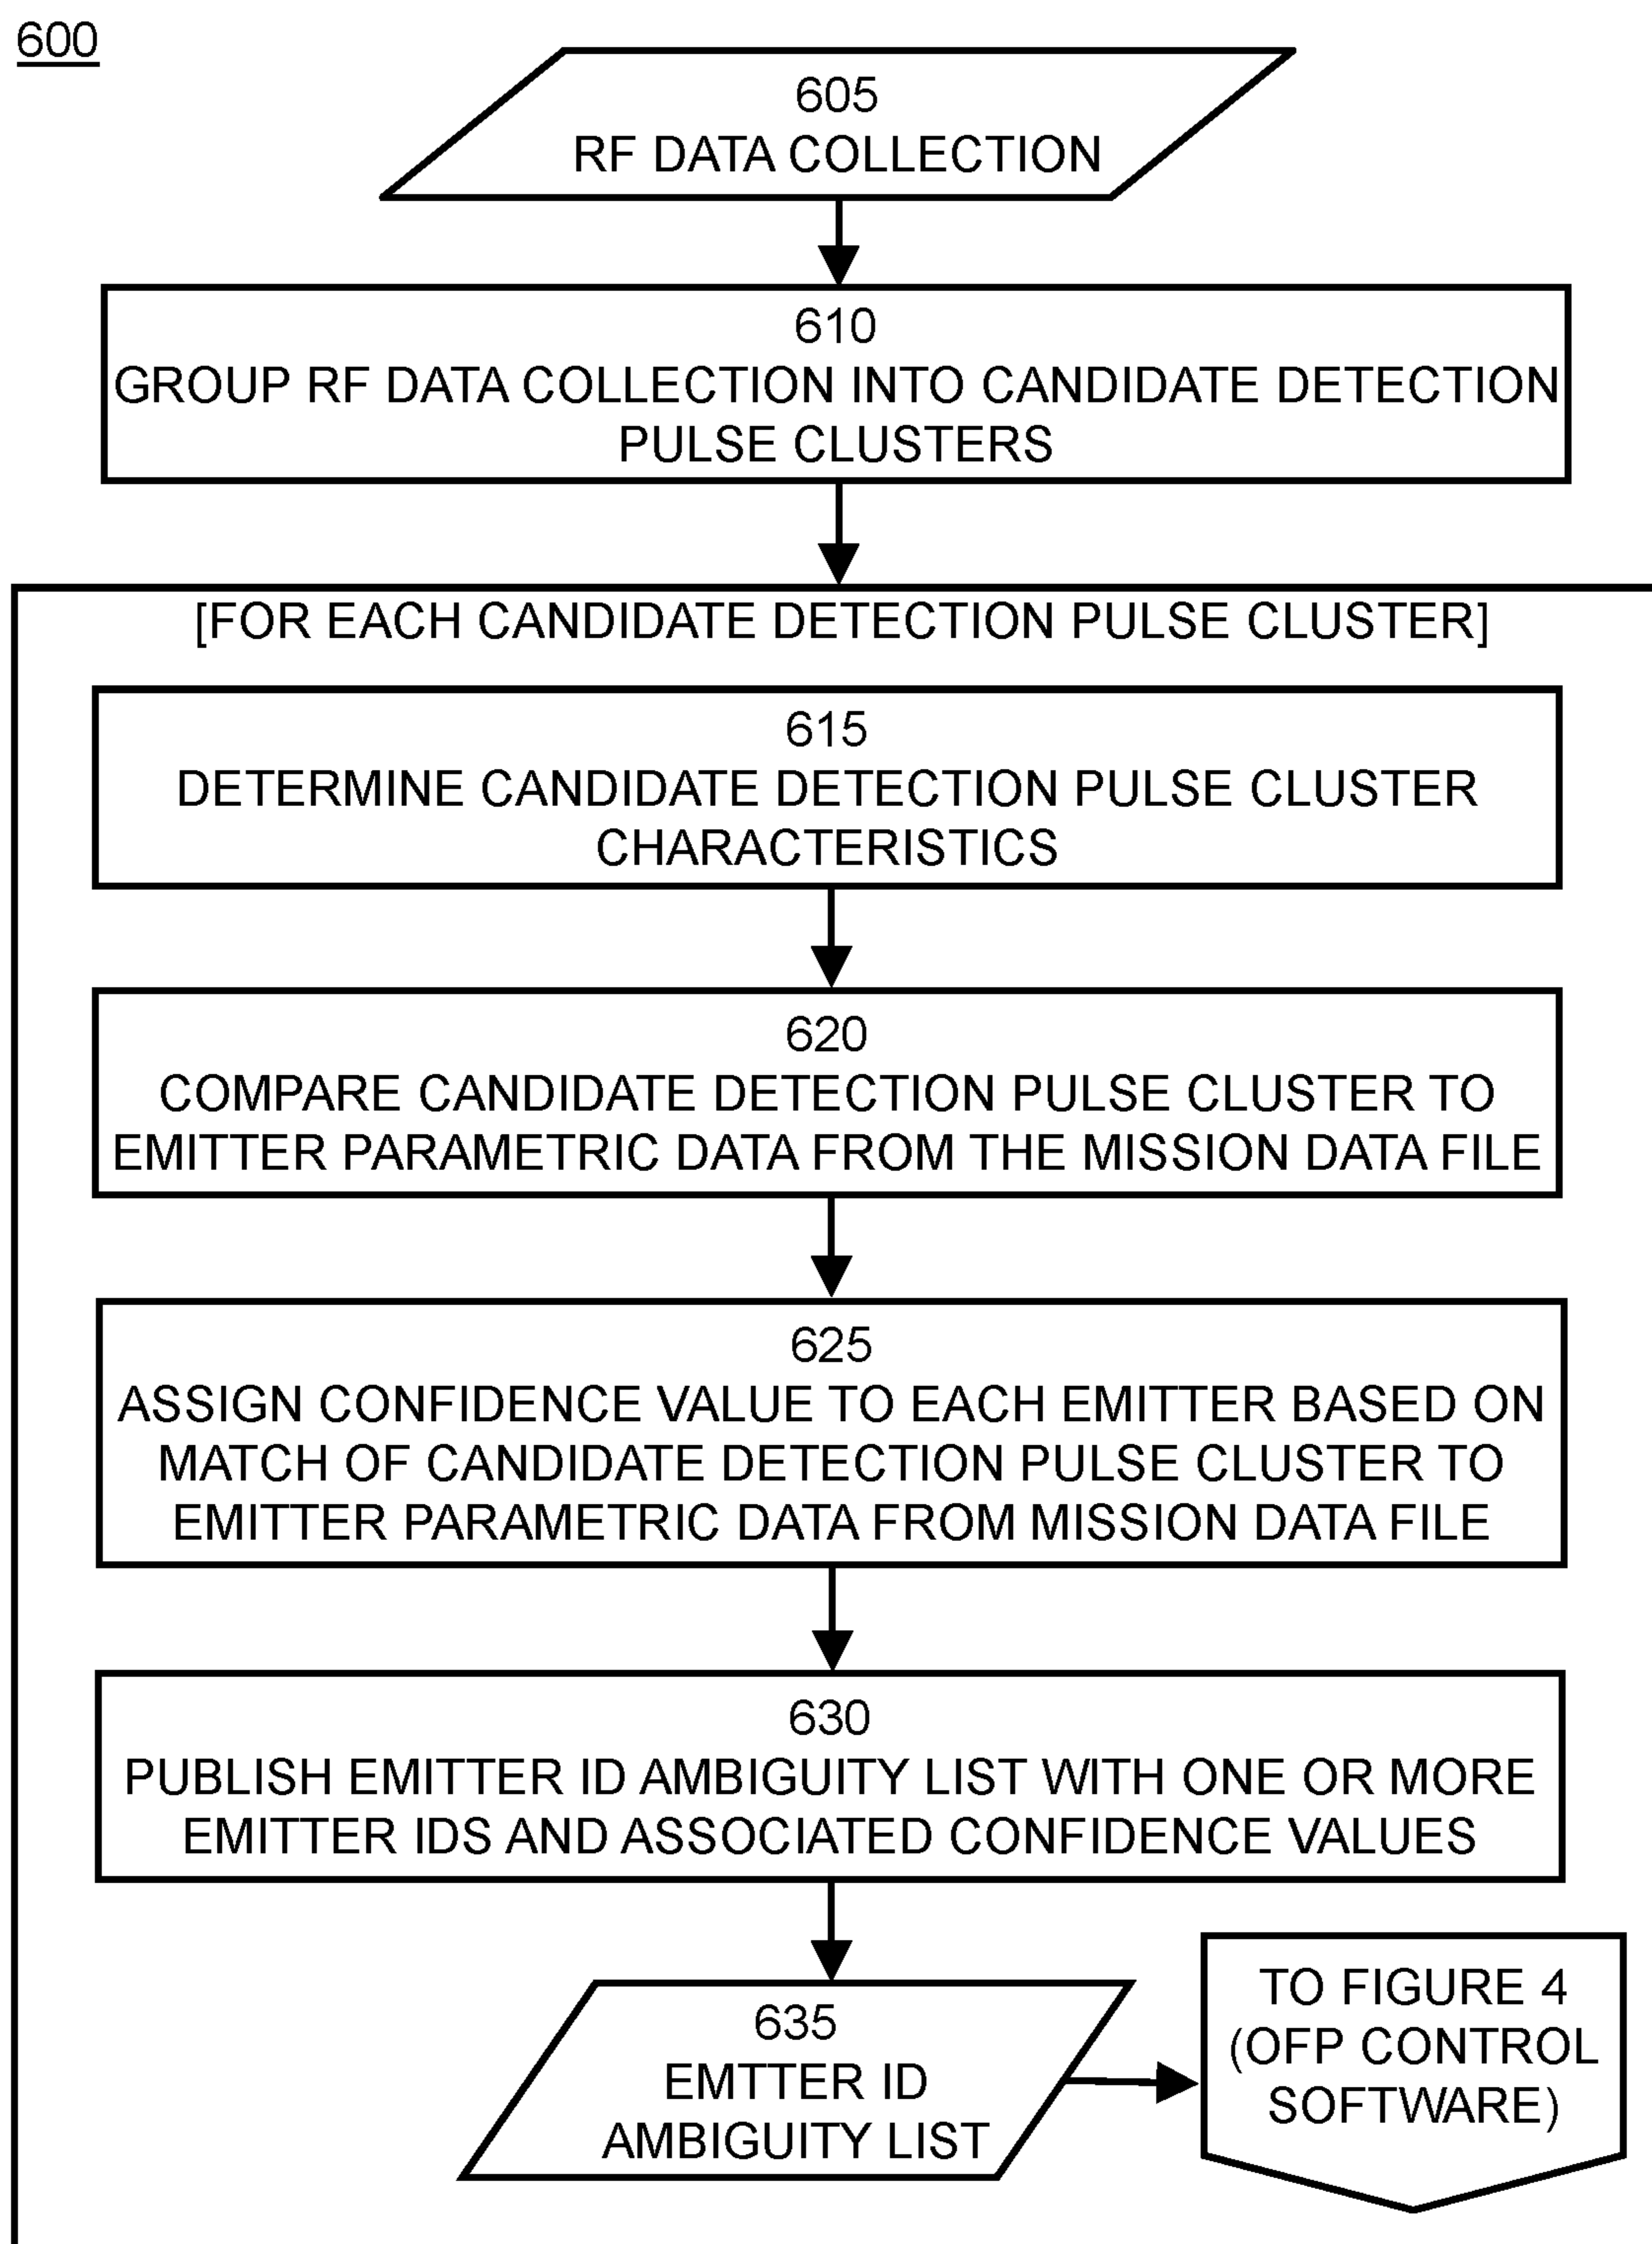 600
605
RF DATA COLLECTION
610
GROUP RF DATA COLLECTION INTO CANDIDATE DETECTION
PULSE CLUSTERS
[FOR EACH CANDIDATE DETECTION PULSE CLUSTER]
615
DETERMINE CANDIDATE DETECTION PULSE CLUSTER
CHARACTERISTICS
620
COMPARE CANDIDATE DETECTION PULSE CLUSTER TO
EMITTER PARAMETRIC DATA FROM THE MISSION DATA FILE
625
ASSIGN CONFIDENCE VALUE TO EACH EMITTER BASED ON
MATCH OF CANDIDATE DETECTION PULSE CLUSTER TO
EMITTER PARAMETRIC DATA FROM MISSION DATA FILE
630
PUBLISH EMITTER ID AMBIGUITY LIST WITH ONE OR MORE
EMITTER IDS AND ASSOCIATED CONFIDENCE VALUES
635
EMTTER ID
AMBIGUITY LIST
TO FIGURE 4
(OFP CONTROL
SOFTWARE)